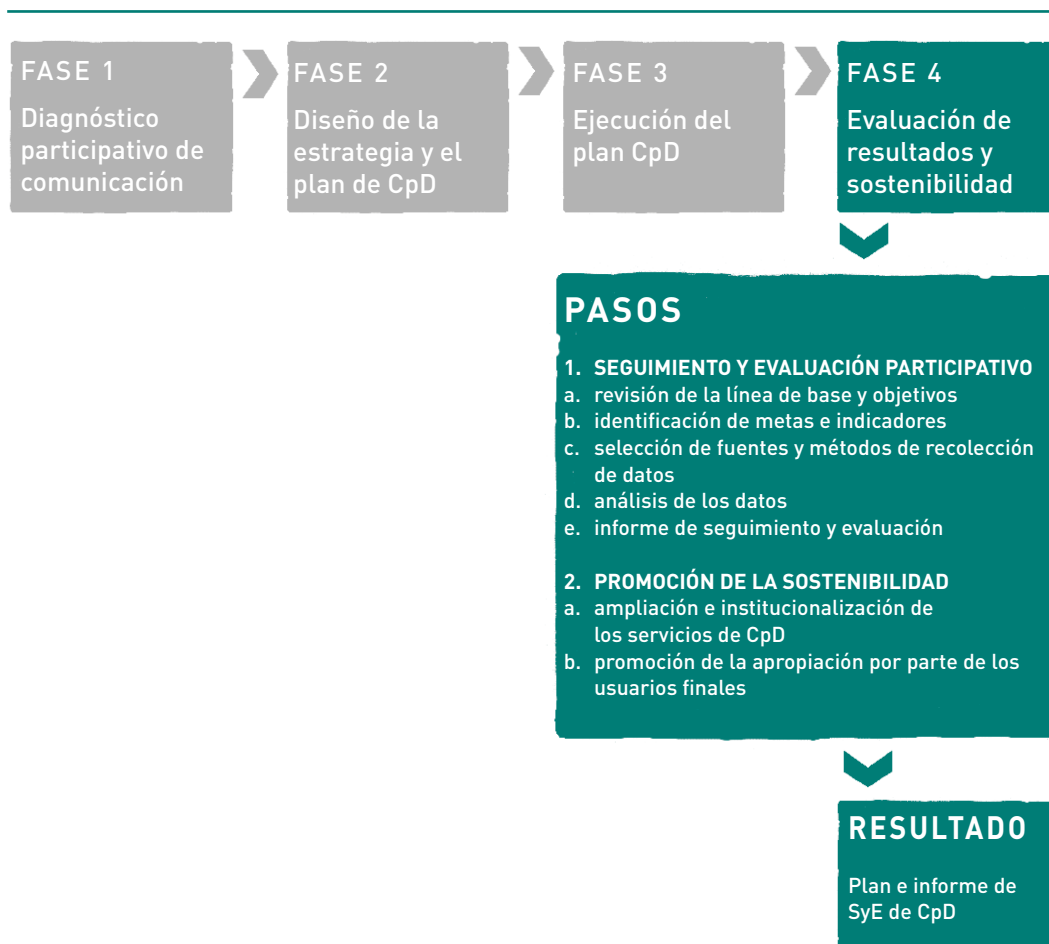 FASE 1
Diagnóstico
participativo de
comunicación
FASE 2
Diseño de la
estrategia y el
plan de CpD
FASE 3
Ejecución del
plan CpD
FASE 4
Evaluación de
resultados y
sostenibilidad
PASOS
1. SEGUIMIENTO Y EVALUACIÓN PARTICIPATIVO
a. revisión de la línea de base y objetivos
b. identificación de metas e indicadores
c. selección de fuentes y métodos de recolección
de datos
d. análisis de los datos
e. informe de seguimiento y evaluación
2. PROMOCIÓN DE LA SOSTENIBILIDAD
a. ampliación e institucionalización de
los servicios de CpD
b. promoción de la apropiación por parte de los
usuarios finales
RESULTADO
Plan e informe de
SyE de CpD